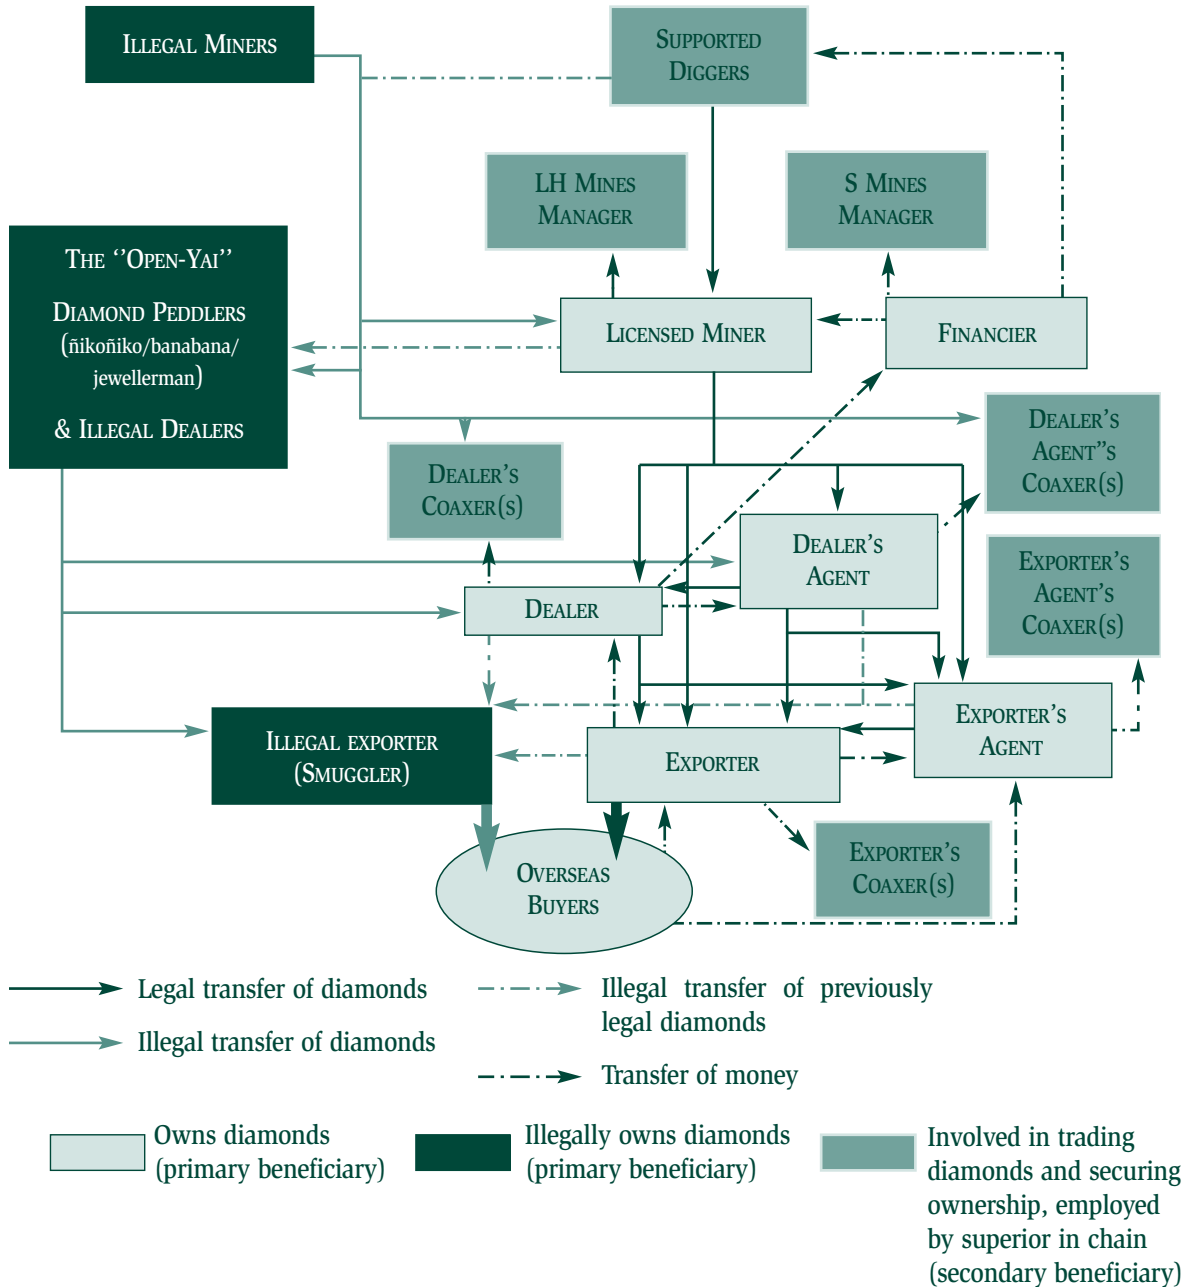 Illegal Miners
Supported
Diggers
LH Mines
Manager
S Mines
Manager
The ‘’Open-Yai’’
Diamond Peddlers
(ñikoñiko/banabana/
jewellerman)
& Illegal Dealers
Licensed Miner
Financier
Dealer's
Coaxer(s)
Dealer's
Agent"s
Coaxer(s)
Dealer's
Agent
Exporter's
Agent's
Coaxer(s)
Dealer
Illegal exporter
(Smuggler)
Exporter
Exporter's
Agent
Overseas
Buyers
Exporter's
Coaxer(s)
Legal transfer of diamonds
Illegal transfer of diamonds
Illegal transfer of previously
legal diamonds
Transfer of money
Owns diamonds
(primary beneficiary)
Illegally owns diamonds
(primary beneficiary)
Involved in trading
diamonds and securing
ownership, employed
by superior in chain
(secondary beneficiary)